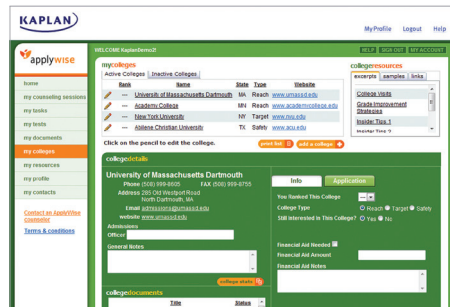 KAPLAN
My Profile Logout Help
applywise
WELCOME KaplanDemo2!
HELP SIGN OUT MY ACCOUNT
home
my counseling sessions
my tasks
my tests
my documents
my colleges
my resources
my profile
my contacts
Contact an ApplyWise counselor
Terms & conditions
mycolleges
Active Colleges Inactive Colleges
Rank Name State Type Website
--- University of Massachusetts Dartmouth MA Reach www.umassd.edu
--- Academy College MN Reach www.academycollege.edu
--- New York University NY Target www.nyu.edu
--- Abilene Christian University TX Safety www.acu.edu
Click on the pencil to edit the college.
print list add a college
collegeresources
excerpts samples links
College Visits
Grade Improvement
Strategies
Insider Tips 1
Insider Tips 2
collegedetails
University of Massachusetts Dartmouth
Phone (508) 999-8605 FAX (508) 999-8755
Address 285 Old Westport Road
North Dartmouth, MA
Email admissions@umassd.edu
website www.umassd.edu
Admissions
Officer
General Notes
college stats
Info Application
You Ranked This College ---
College Type Reach Target Safety
Still Interested in This College? Yes No
Financial Aid Needed
Financial Aid Amount
Financial Aid Notes
collegedocuments
Title Status